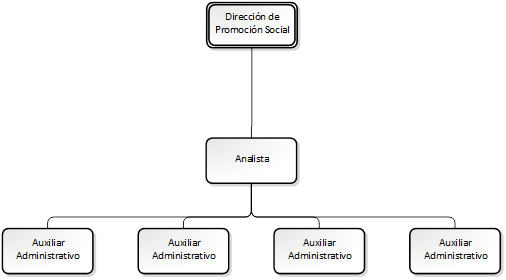 Dirección de
Promoción Social
Analista
Auxiliar
Administrativo
Auxiliar
Administrativo
Auxiliar
Administrativo
Auxiliar
Administrativo